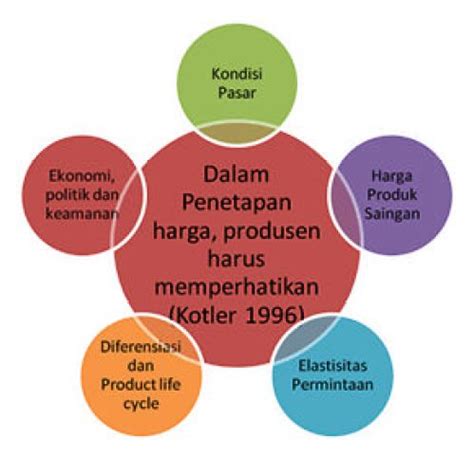 Kondisi
Pasar
Ekonomi,
politik dan
keamanan
Dalam
Penetapan
harga, produsen
harus
memperhatikan
(Kotler 1996)
Harga
Produk
Saingan
Diferensiasi
dan
Product life
cycle
Elastisitas
Permintaan